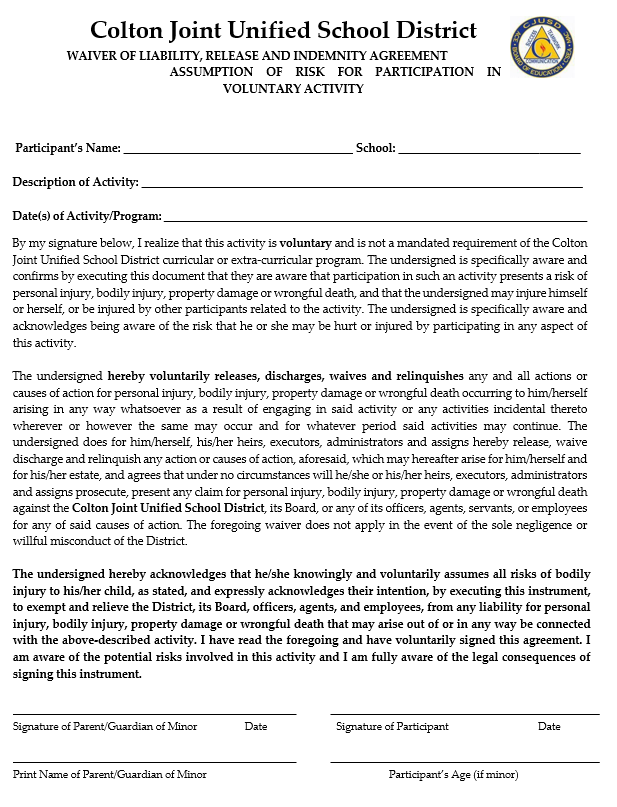 Colton Joint Unified School District
WAIVER OF LIABILITY, RELEASE AND INDEMNITY AGREEMENT
ASSUMPTION OF RISK FOR PARTICIPATION IN
VOLUNTARY ACTIVITY
CJUSD
BOARD OF EDUCATION
COMMUNICATION
Participant's Name: School:
Description of Activity:
Date(s) of Activity/Program:
By my signature below, I realize that this activity is voluntary and is not a mandated requirement of the Colton
Joint Unified School District curricular or extra-curricular program. The undersigned is specifically aware and
confirms by executing this document that they are aware that participation in such an activity presents a risk of
personal injury, bodily injury, property damage or wrongful death, and that the undersigned may injure himself
or herself, or be injured by other participants related to the activity. The undersigned is specifically aware and
acknowledges being aware of the risk that he or she may be hurt or injured by participating in any aspect of
this activity.
The undersigned hereby voluntarily releases, discharges, waives and relinquishes any and all actions or
causes of action for personal injury, bodily injury, property damage or wrongful death occurring to him/herself
arising in any way whatsoever as a result of engaging in said activity or any activities incidental thereto
wherever or however the same may occur and for whatever period said activities may continue. The
undersigned does for him/herself, his/her heirs, executors, administrators and assigns hereby release, waive
discharge and relinquish any action or causes of action, aforesaid, which may hereafter arise for him/herself and
for his/her estate, and agrees that under no circumstances will he/she or his/her heirs, executors, administrators
and assigns prosecute, present any claim for personal injury, bodily injury, property damage or wrongful death
against the Colton Joint Unified School District, its Board, or any of its officers, agents, servants, or employees
for any of said causes of action. The foregoing waiver does not apply in the event of the sole negligence or
willful misconduct of the District.
The undersigned hereby acknowledges that he/she knowingly and voluntarily assumes all risks of bodily
injury to his/her child, as stated, and expressly acknowledges their intention, by executing this instrument,
to exempt and relieve the District, its Board, officers, agents, and employees, from any liability for personal
injury, bodily injury, property damage or wrongful death that may arise out of or in any way be connected
with the above-described activity. I have read the foregoing and have voluntarily signed this agreement. I
am aware of the potential risks involved in this activity and I am fully aware of the legal consequences of
signing this instrument.
Signature of Parent/Guardian of Minor Date Signature of Participant Date
Print Name of Parent/Guardian of Minor Participant's Age (if minor)